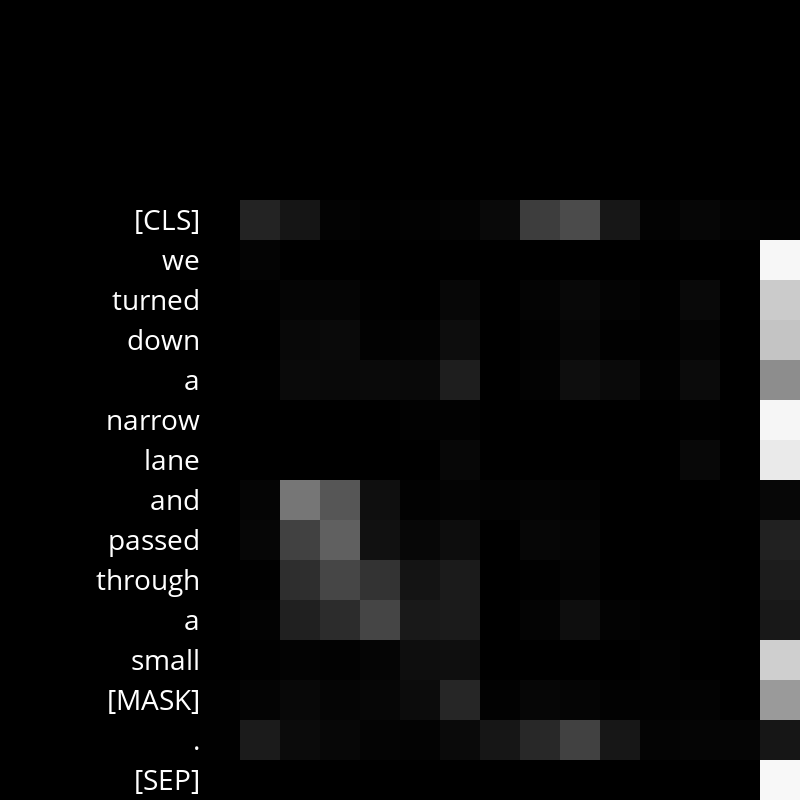 [CLS]
we
turned
down
a
narrow
lane
and
passed
through
a
small
[MASK]
.
[SEP]